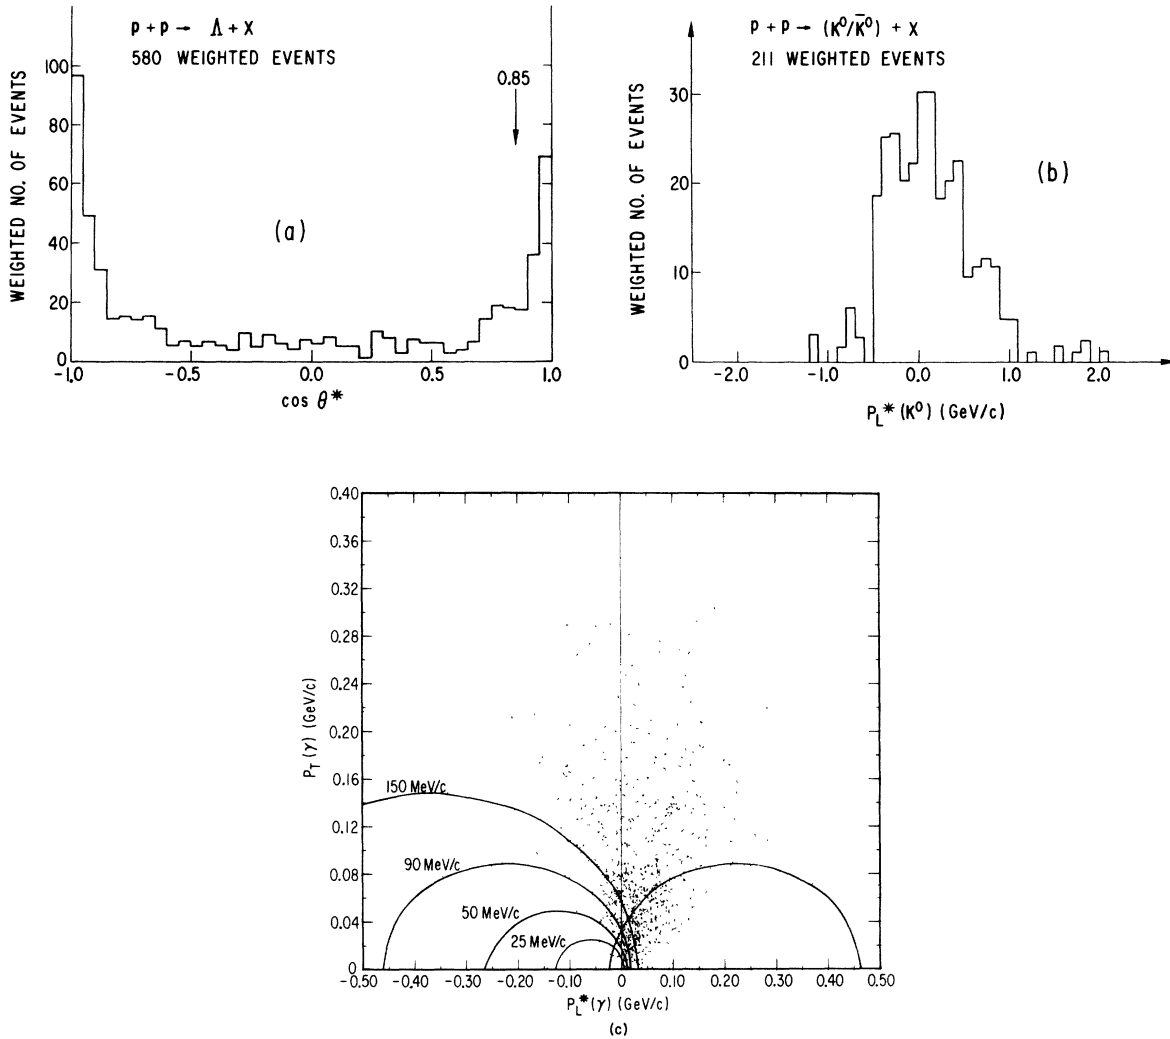 p + p → Λ + X
580 WEIGHTED EVENTS
WEIGHTED NO. OF EVENTS
100
80
60
40
20
0
0.85
(a)
-1.0 -0.5 0.0 0.5 1.0
cos θ*
p + p → (K⁰/K̄⁰) + X
211 WEIGHTED EVENTS
WEIGHTED NO. OF EVENTS
30
20
10
0
(b)
-2.0 -1.0 0.0 1.0 2.0
P_L*(K⁰) (GeV/c)
0.40
0.36
0.32
0.28
0.24
0.20
0.16
0.12
0.08
0.04
0
P_T(γ) (GeV/c)
150 MeV/c
90 MeV/c
50 MeV/c
25 MeV/c
-0.50 -0.40 -0.30 -0.20 -0.10 0 0.10 0.20 0.30 0.40 0.50
P_L*(γ) (GeV/c)
(c)